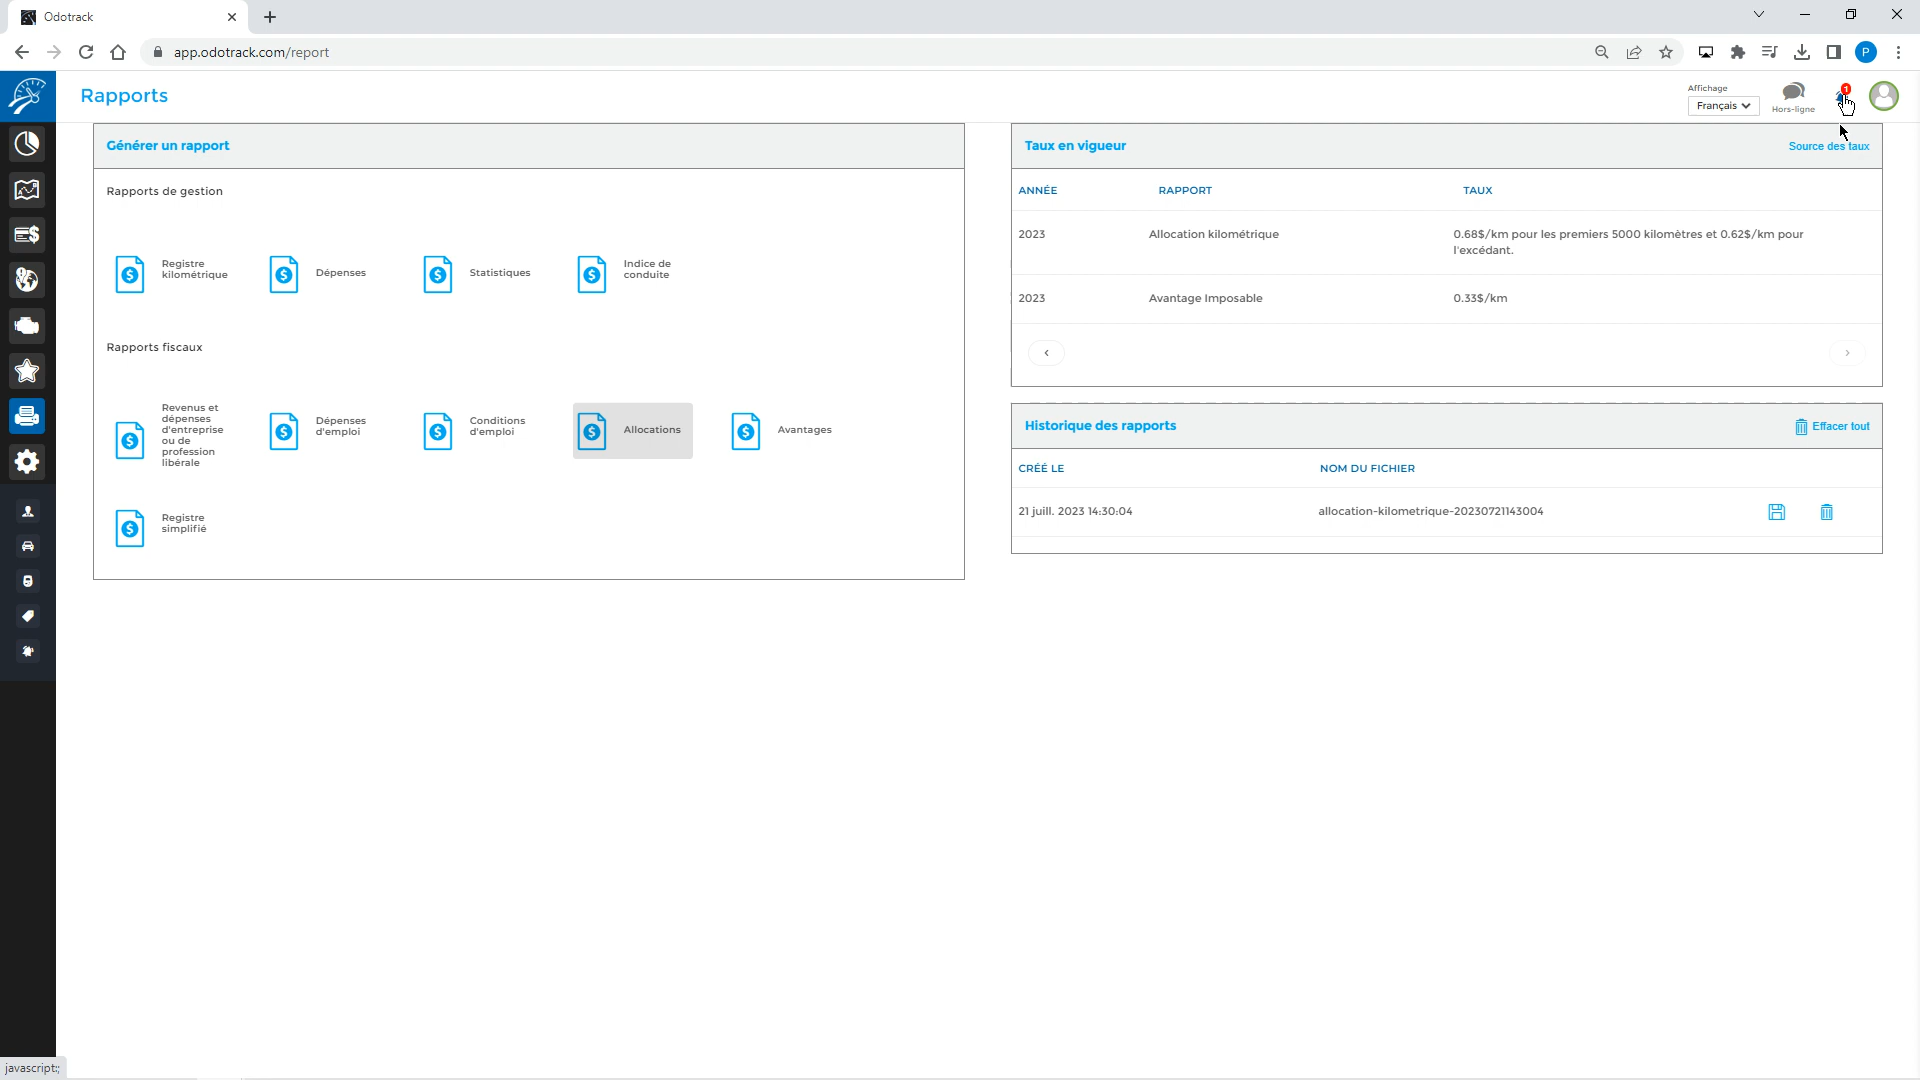 Odotrack
app.odotrack.com/report
P
Rapports
Affichage
Français
Hors-ligne
1
Générer un rapport
Rapports de gestion
Registre
kilométrique
Dépenses
Statistiques
Indice de
conduite
Rapports fiscaux
Revenus et
dépenses
d'entreprise
ou de
profession
libérale
Dépenses
d'emploi
Conditions
d'emploi
Allocations
Avantages
Registre
simplifié
Taux en vigueur
Source des taux
ANNÉE RAPPORT TAUX
2023 Allocation kilométrique 0.68$/km pour les premiers 5000 kilomètres et 0.62$/km pour
l'excédant.
2023 Avantage Imposable 0.33$/km
Historique des rapports
Effacer tout
CRÉÉ LE NOM DU FICHIER
21 juill. 2023 14:30:04 allocation-kilometrique-20230721143004
javascript:;